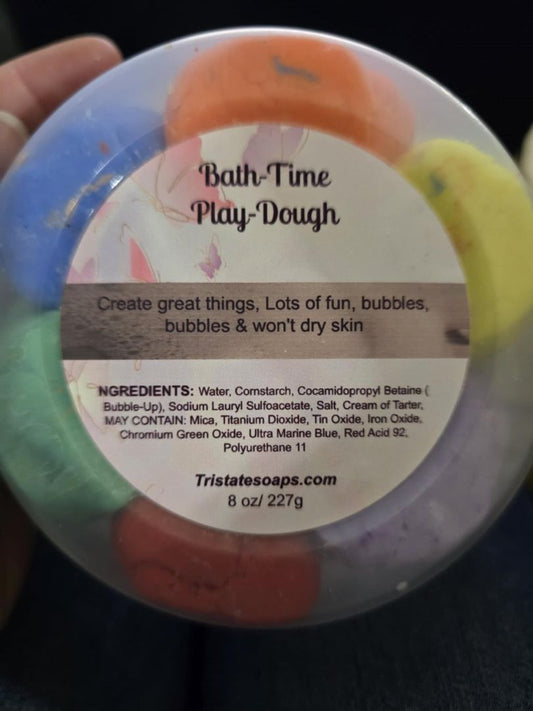 Bath-Time
Play-Dough
Create great things, Lots of fun, bubbles,
bubbles & won't dry skin
NGREDIENTS: Water, Cornstarch, Cocamidopropyl Betaine (
Bubble-Up), Sodium Lauryl Sulfoacetate, Salt, Cream of Tarter,
MAY CONTAIN: Mica, Titanium Dioxide, Tin Oxide, Iron Oxide,
Chromium Green Oxide, Ultra Marine Blue, Red Acid 92,
Polyurethane 11
Tristatesoaps.com
8 oz/ 227g